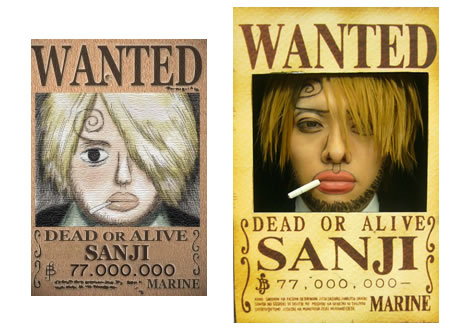 WANTED
DEAD OR ALIVE
SANJI
77.000.000
MARINE
WANTED
DEAD OR ALIVE
SANJI
77,000,000-
MARINE